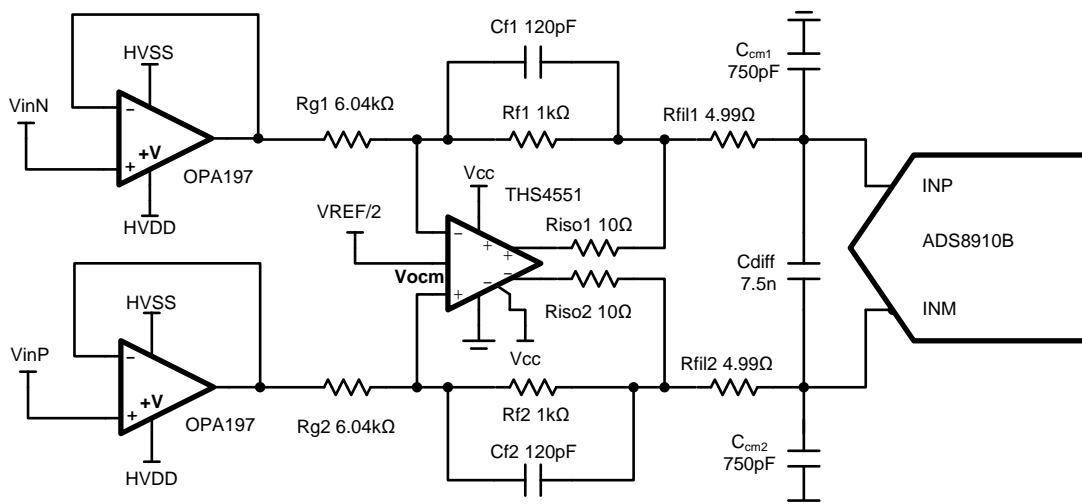 Cf1 120pF
Ccm1
750pF
HVSS
VinN
Rg1 6.04kΩ
Rf1 1kΩ
Rfil1 4.99Ω
−
+V
+
OPA197
Vcc
THS4551
INP
HVDD
VREF/2
−
+
+
Riso1 10Ω
ADS8910B
Vocm
−
−
+
Cdiff
7.5n
HVSS
Riso2 10Ω
INM
Vcc
VinP
Rfil2 4.99Ω
−
+V
+
OPA197
Rg2 6.04kΩ
Rf2 1kΩ
Ccm2
750pF
HVDD
Cf2 120pF